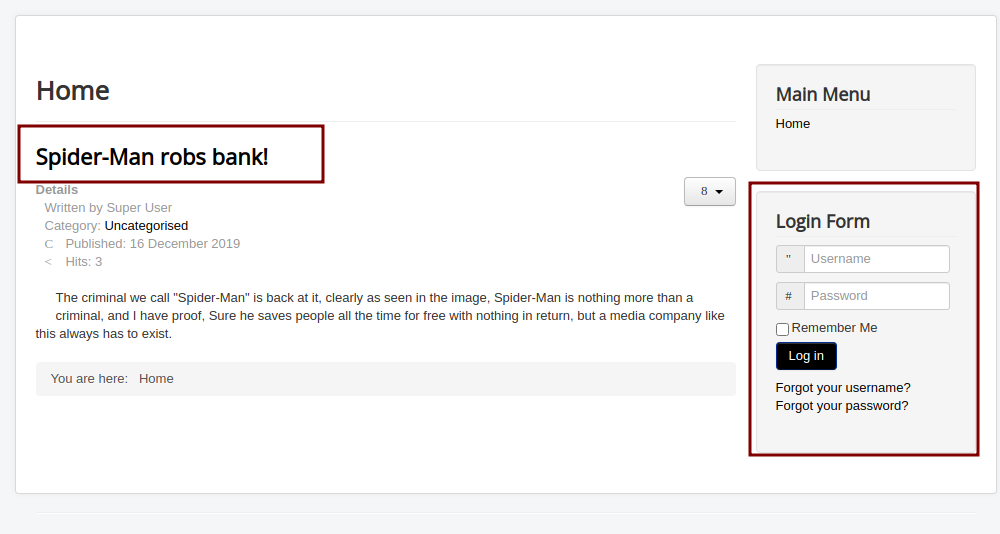 Home
Spider-Man robs bank!
Details
8
Written by Super User
Category: Uncategorised
C Published: 16 December 2019
< Hits: 3
The criminal we call "Spider-Man" is back at it, clearly as seen in the image, Spider-Man is nothing more than a
criminal, and I have proof, Sure he saves people all the time for free with nothing in return, but a media company like
this always has to exist.
You are here: Home
Main Menu
Home
Login Form
" Username
# Password
Remember Me
Log in
Forgot your username?
Forgot your password?